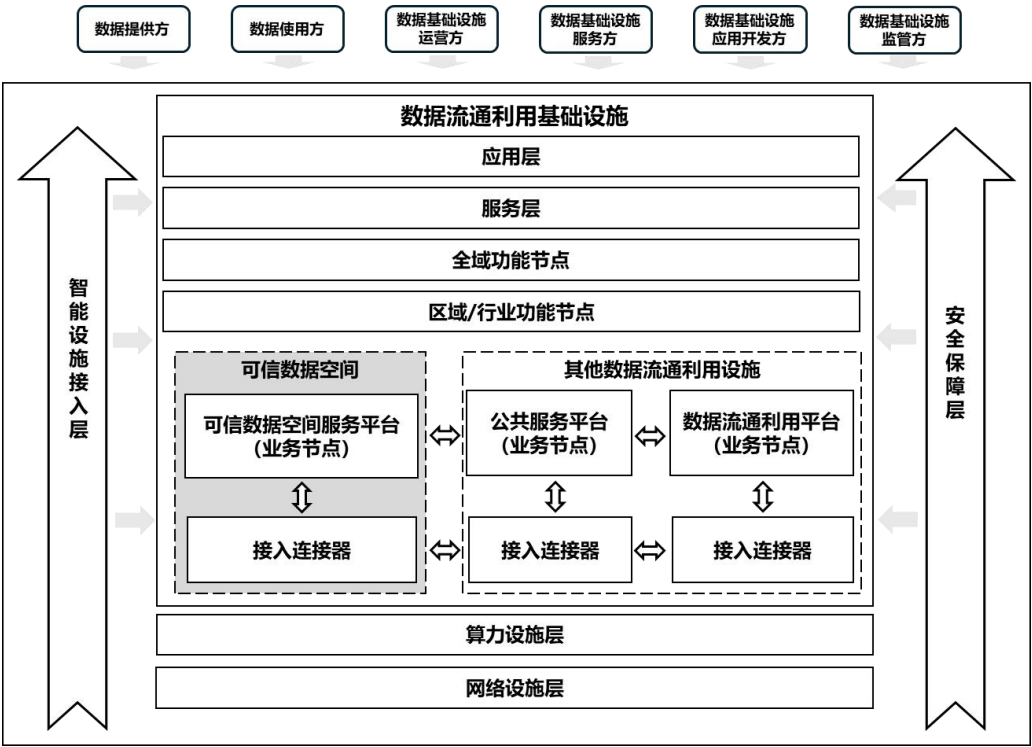 数据提供方
数据使用方
数据基础设施
运营方
数据基础设施
服务方
数据基础设施
应用开发方
数据基础设施
监管方
数据流通利用基础设施
应用层
服务层
全域功能节点
区域/行业功能节点
智能设施接入层
安全保障层
可信数据空间
其他数据流通利用设施
可信数据空间服务平台
(业务节点)
公共服务平台
(业务节点)
数据流通利用平台
(业务节点)
接入连接器
接入连接器
接入连接器
算力设施层
网络设施层